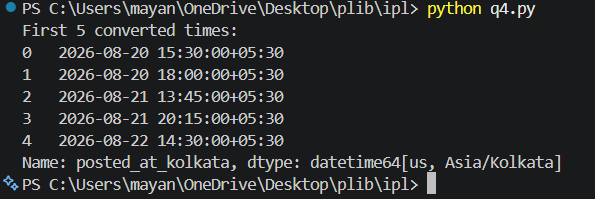 PS C:\Users\mayan\OneDrive\Desktop\plib\ipl> python q4.py
First 5 converted times:
0   2026-08-20 15:30:00+05:30
1   2026-08-20 18:00:00+05:30
2   2026-08-21 13:45:00+05:30
3   2026-08-21 20:15:00+05:30
4   2026-08-22 14:30:00+05:30
Name: posted_at_kolkata, dtype: datetime64[us, Asia/Kolkata]
PS C:\Users\mayan\OneDrive\Desktop\plib\ipl>